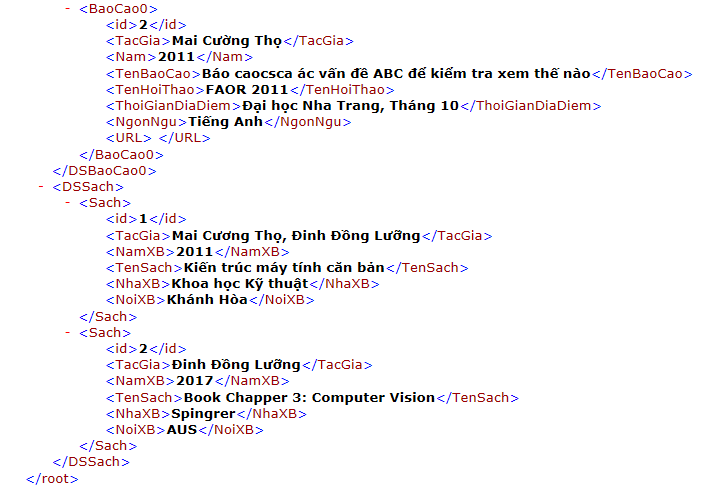 - <BaoCao0>
<id>2</id>
<TacGia>Mai Cường Thọ</TacGia>
<Nam>2011</Nam>
<TenBaoCao>Báo caocsca ác vấn đề ABC để kiểm tra xem thế nào</TenBaoCao>
<TenHoiThao>FAOR 2011</TenHoiThao>
<ThoiGianDiaDiem>Đại học Nha Trang, Tháng 10</ThoiGianDiaDiem>
<NgonNgu>Tiếng Anh</NgonNgu>
<URL> </URL>
</BaoCao0>
</DSBaoCao0>
- <DSSach>
- <Sach>
<id>1</id>
<TacGia>Mai Cương Thọ, Đinh Đồng Lưỡng</TacGia>
<NamXB>2011</NamXB>
<TenSach>Kiến trúc máy tính căn bản</TenSach>
<NhaXB>Khoa học Kỹ thuật</NhaXB>
<NoiXB>Khánh Hòa</NoiXB>
</Sach>
- <Sach>
<id>2</id>
<TacGia>Đinh Đồng Lưỡng</TacGia>
<NamXB>2017</NamXB>
<TenSach>Book Chapper 3: Computer Vision</TenSach>
<NhaXB>Spingrer</NhaXB>
<NoiXB>AUS</NoiXB>
</Sach>
</DSSach>
</root>